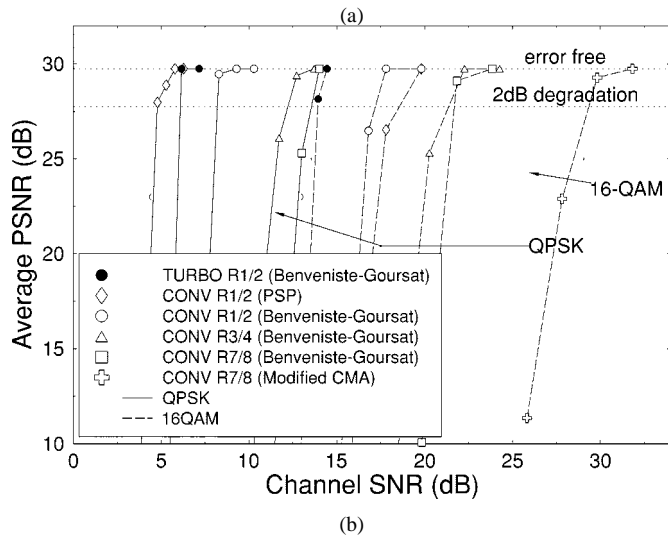 (a)
30
25
20
15
10
Average PSNR (dB)
error free
2dB degradation
16-QAM
QPSK
TURBO R1/2 (Benveniste-Goursat)
CONV R1/2 (PSP)
CONV R1/2 (Benveniste-Goursat)
CONV R3/4 (Benveniste-Goursat)
CONV R7/8 (Benveniste-Goursat)
CONV R7/8 (Modified CMA)
QPSK
16QAM
0 5 10 15 20 25 30
Channel SNR (dB)
(b)